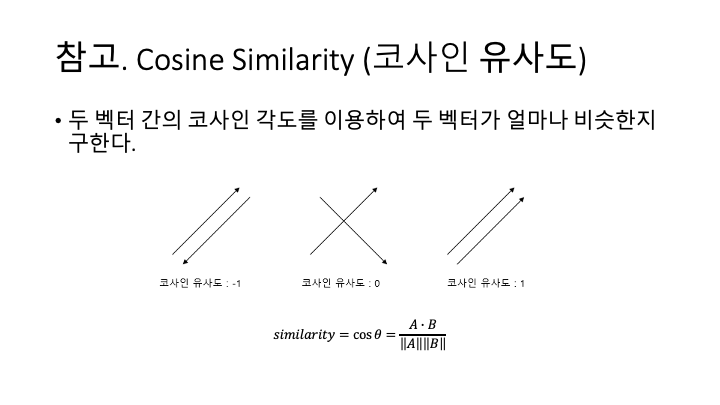 참고. Cosine Similarity (코사인 유사도)
• 두 벡터 간의 코사인 각도를 이용하여 두 벡터가 얼마나 비슷한지
구한다.
코사인 유사도 : -1
코사인 유사도 : 0
코사인 유사도 : 1
similarity = cos θ = A · B / ‖A‖‖B‖